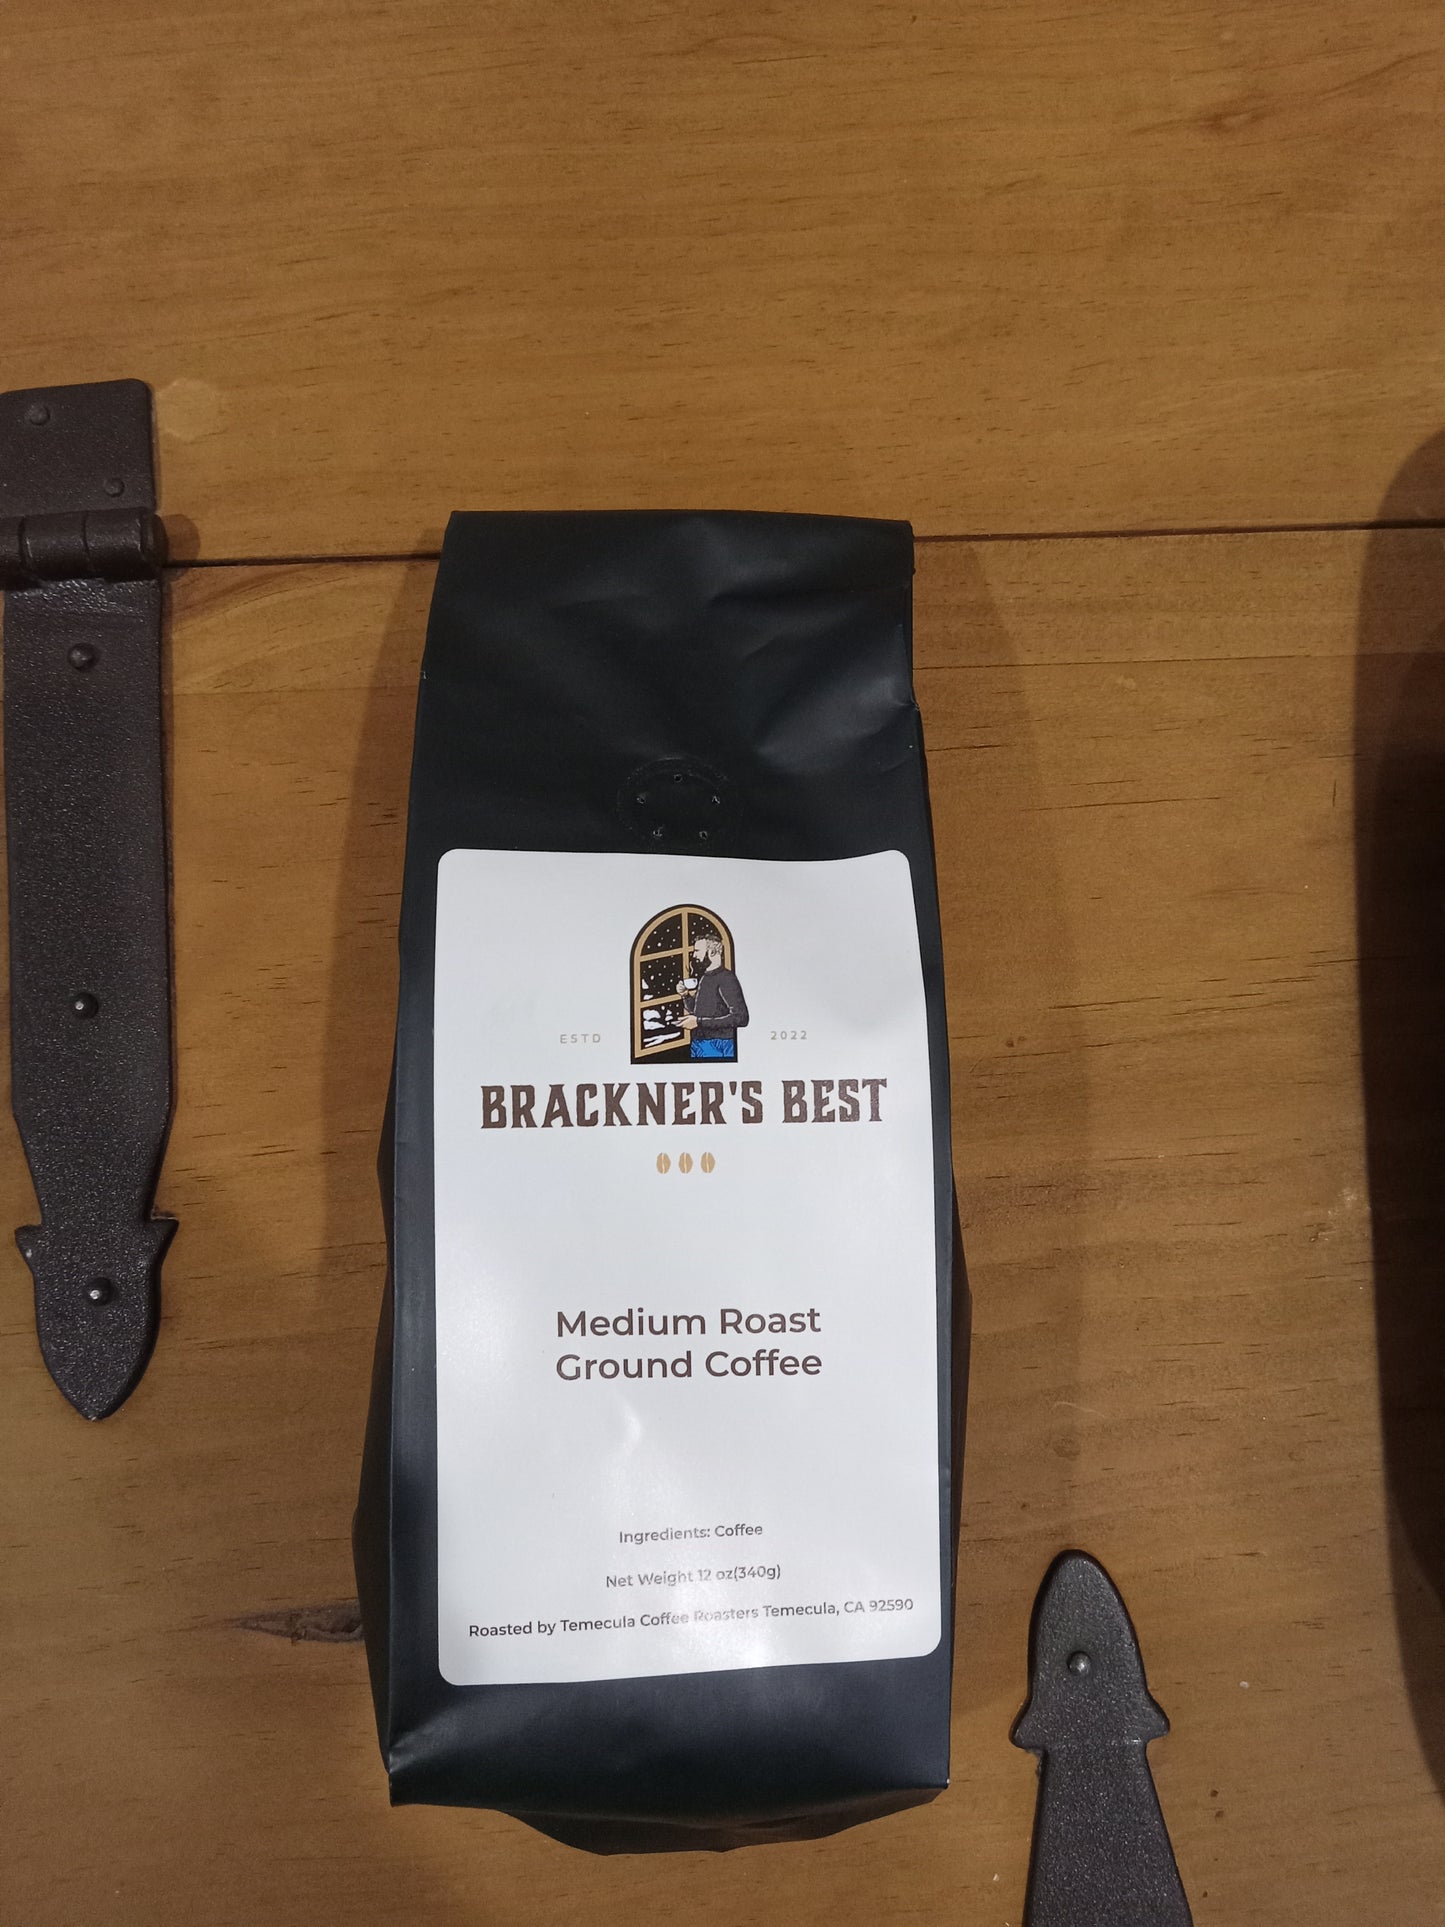 ESTD 2022
BRACKNER'S BEST
Medium Roast
Ground Coffee
Ingredients: Coffee
Net Weight 12 oz(340g)
Roasted by Temecula Coffee Roasters Temecula, CA 92590